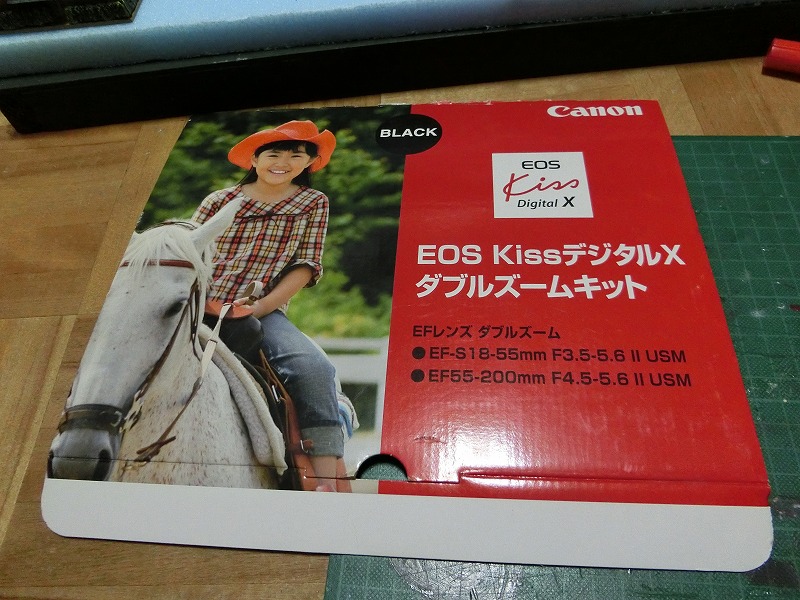 BLACK
Canon
EOS
Kiss
Digital X
EOS KissデジタルX
ダブルズームキット
EFレンズ ダブルズーム
●EF-S18-55mm F3.5-5.6 II USM
●EF55-200mm F4.5-5.6 II USM